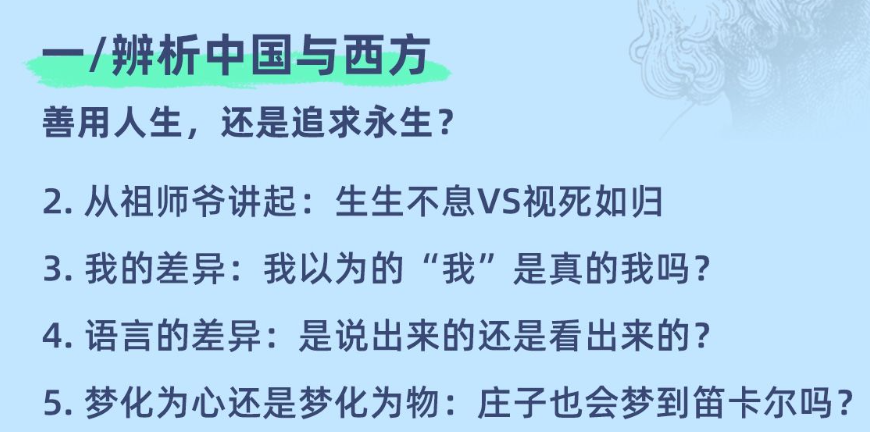 一/辨析中国与西方
善用人生，还是追求永生？
2. 从祖师爷讲起：生生不息VS视死如归
3. 我的差异：我以为的“我”是真的我吗？
4. 语言的差异：是说出来的还是看出来的？
5. 梦化为心还是梦化为物：庄子也会梦到笛卡尔吗？